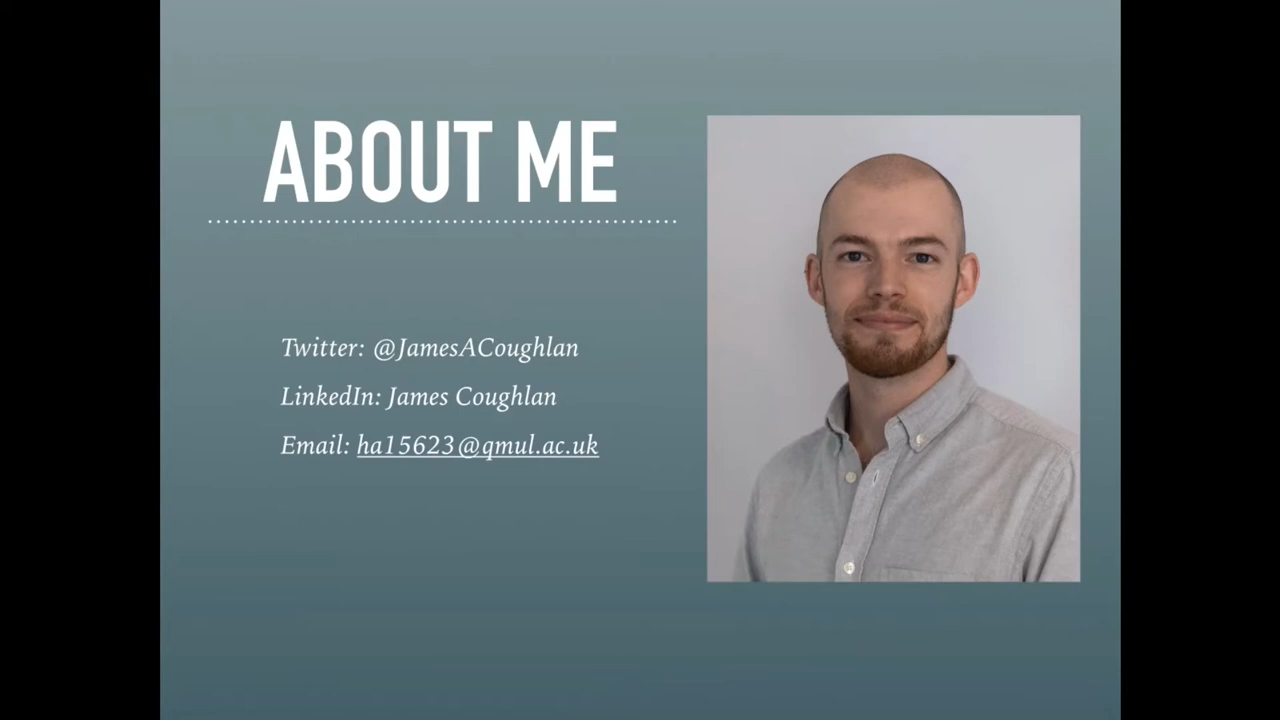 ABOUT ME
Twitter: @JamesACoughlan
LinkedIn: James Coughlan
Email: ha15623@qmul.ac.uk